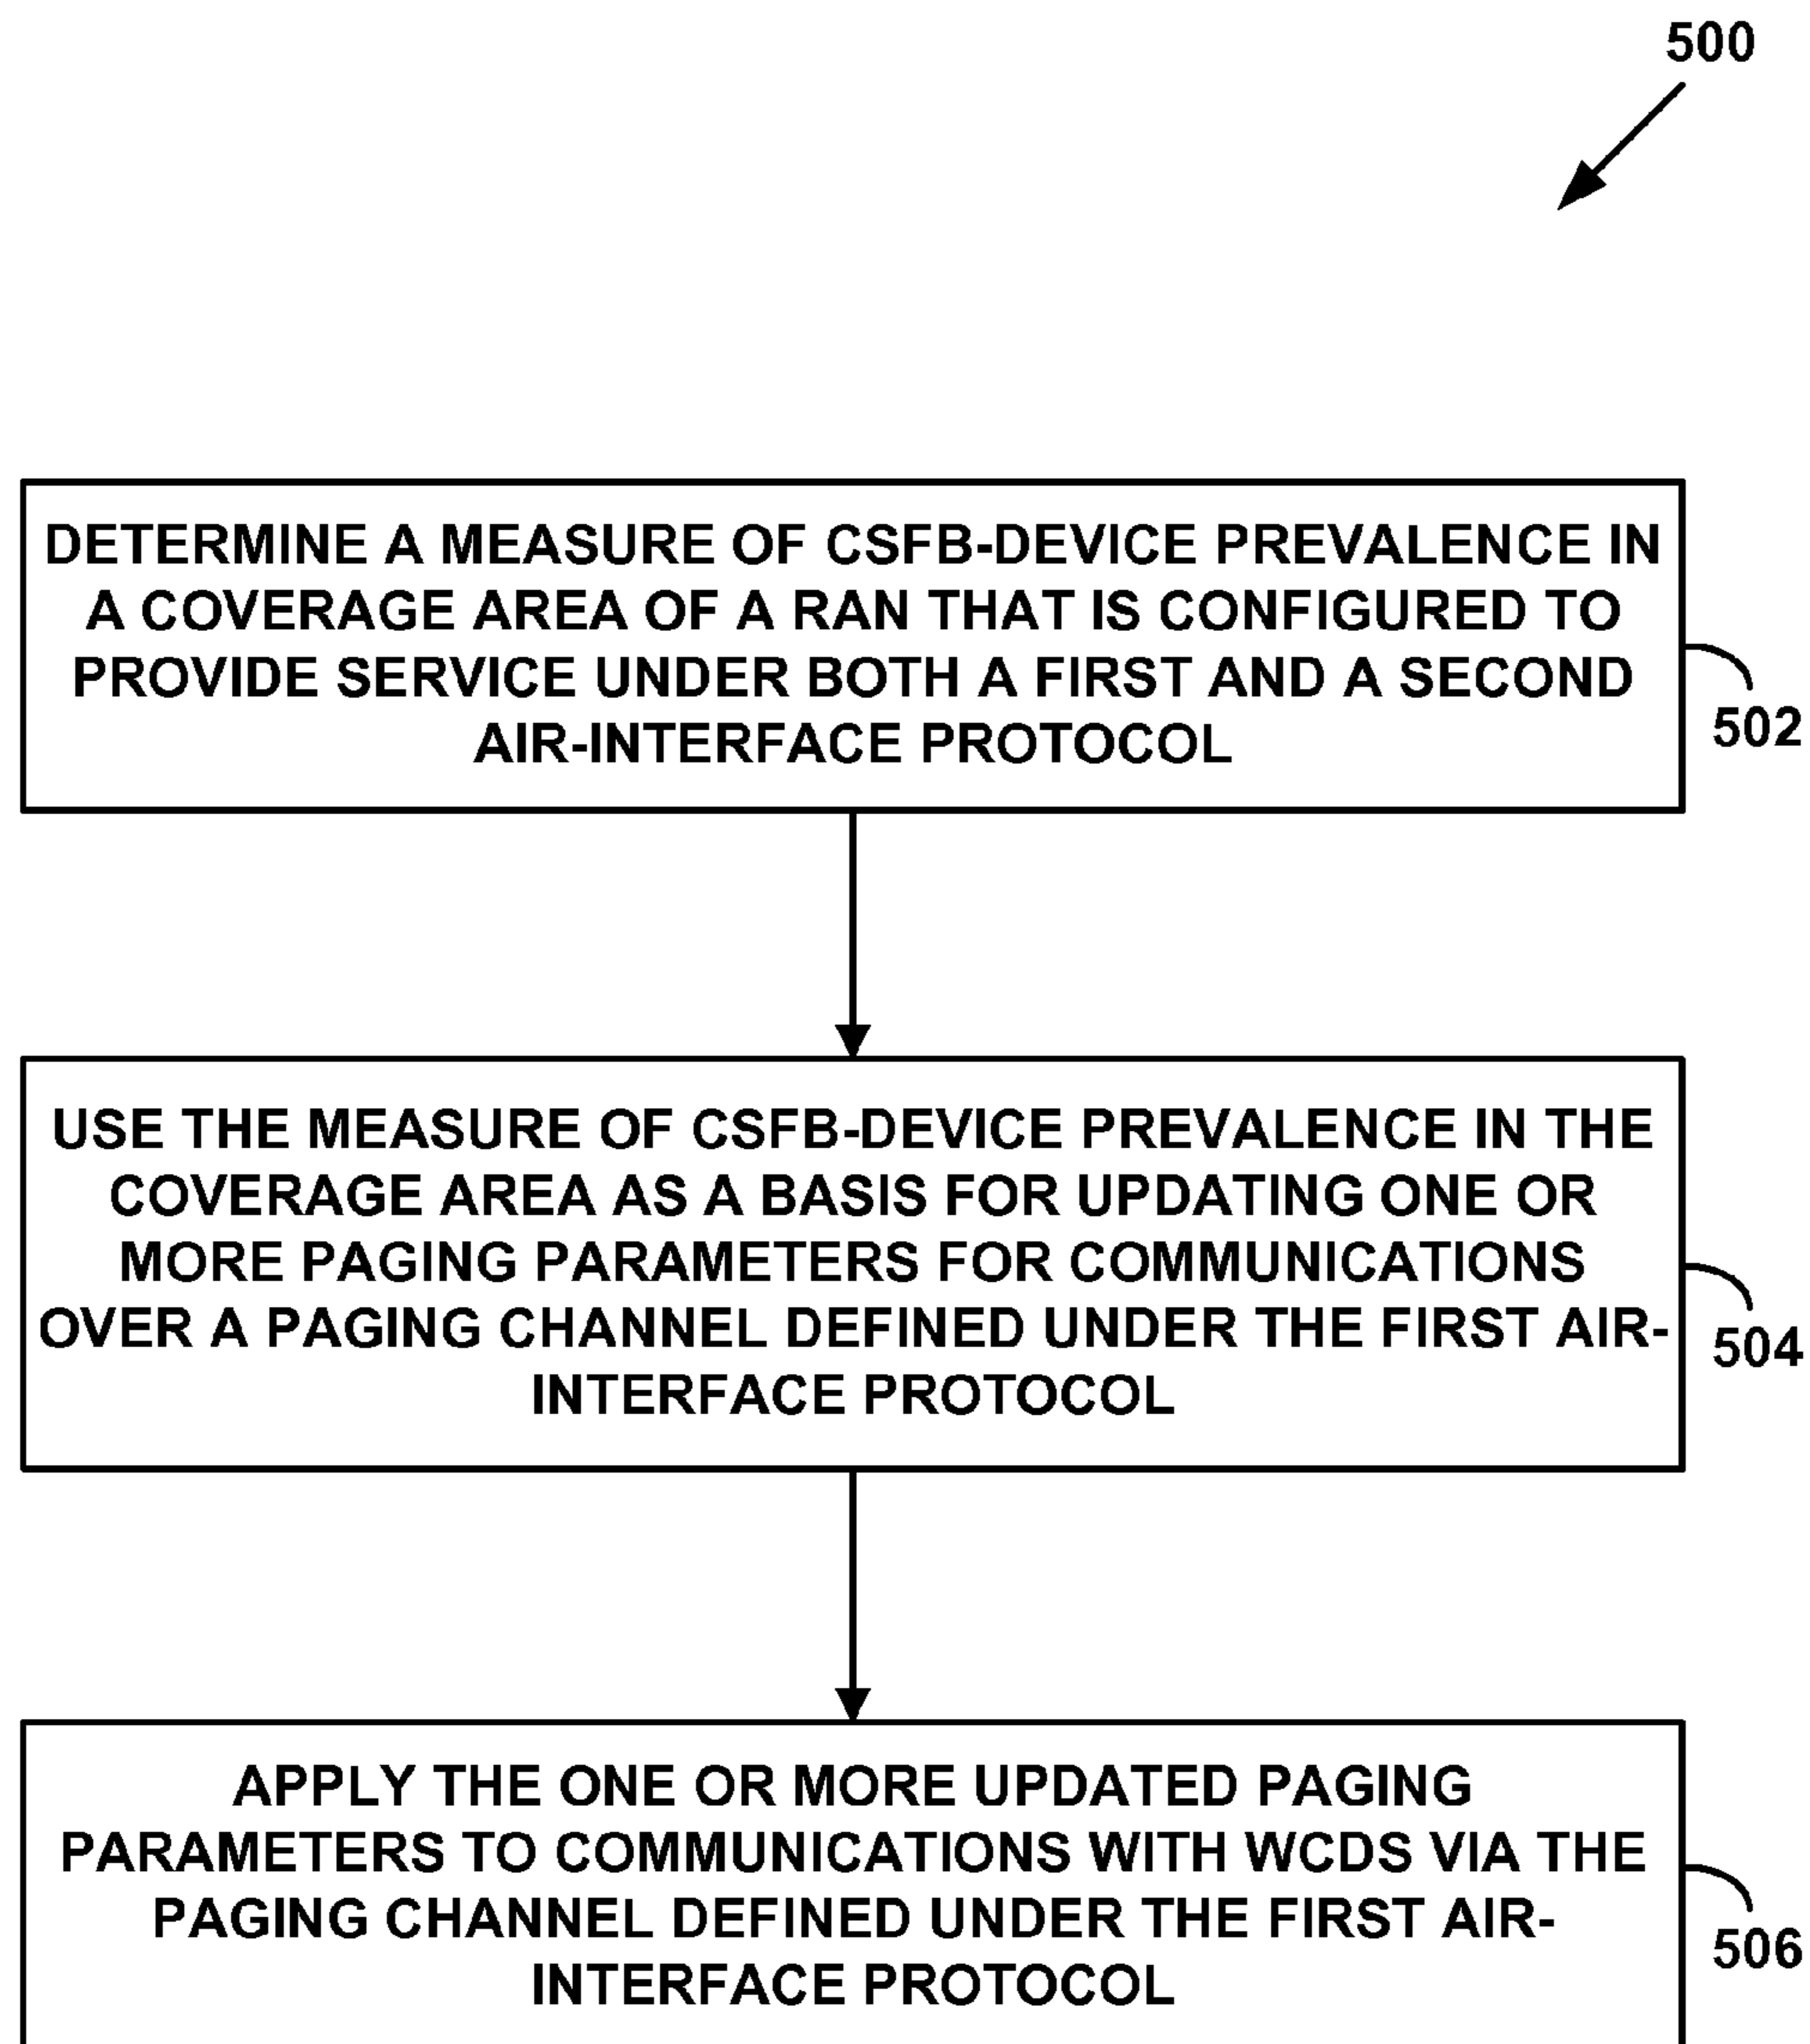 500
DETERMINE A MEASURE OF CSFB-DEVICE PREVALENCE IN
A COVERAGE AREA OF A RAN THAT IS CONFIGURED TO
PROVIDE SERVICE UNDER BOTH A FIRST AND A SECOND
AIR-INTERFACE PROTOCOL
502
USE THE MEASURE OF CSFB-DEVICE PREVALENCE IN THE
COVERAGE AREA AS A BASIS FOR UPDATING ONE OR
MORE PAGING PARAMETERS FOR COMMUNICATIONS
OVER A PAGING CHANNEL DEFINED UNDER THE FIRST AIR-
INTERFACE PROTOCOL
504
APPLY THE ONE OR MORE UPDATED PAGING
PARAMETERS TO COMMUNICATIONS WITH WCDS VIA THE
PAGING CHANNEL DEFINED UNDER THE FIRST AIR-
INTERFACE PROTOCOL
506